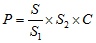 P = S/S₁ × S₂ × C